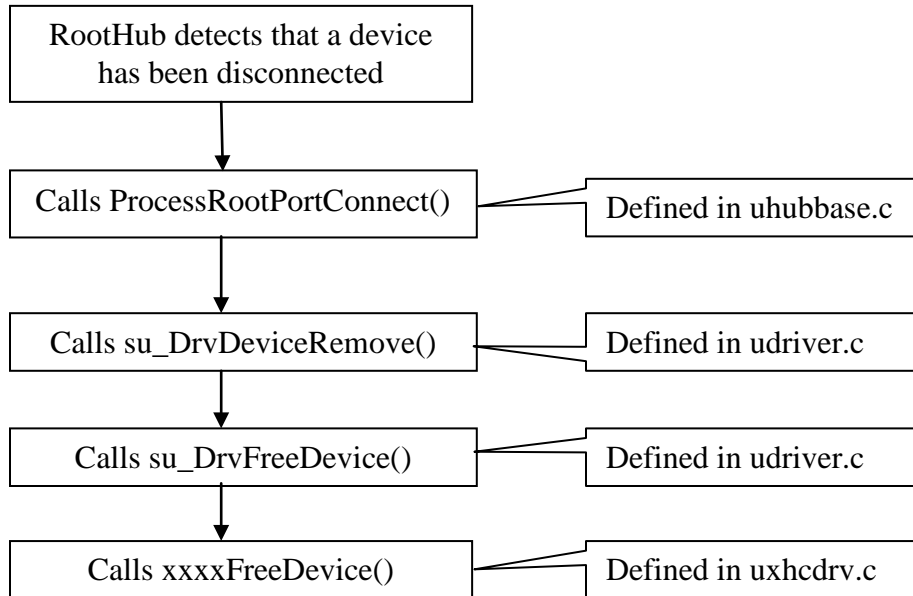 RootHub detects that a device
has been disconnected
Calls ProcessRootPortConnect()
Defined in uhubbase.c
Calls su_DrvDeviceRemove()
Defined in udriver.c
Calls su_DrvFreeDevice()
Defined in udriver.c
Calls xxxxFreeDevice()
Defined in uxhcdrv.c